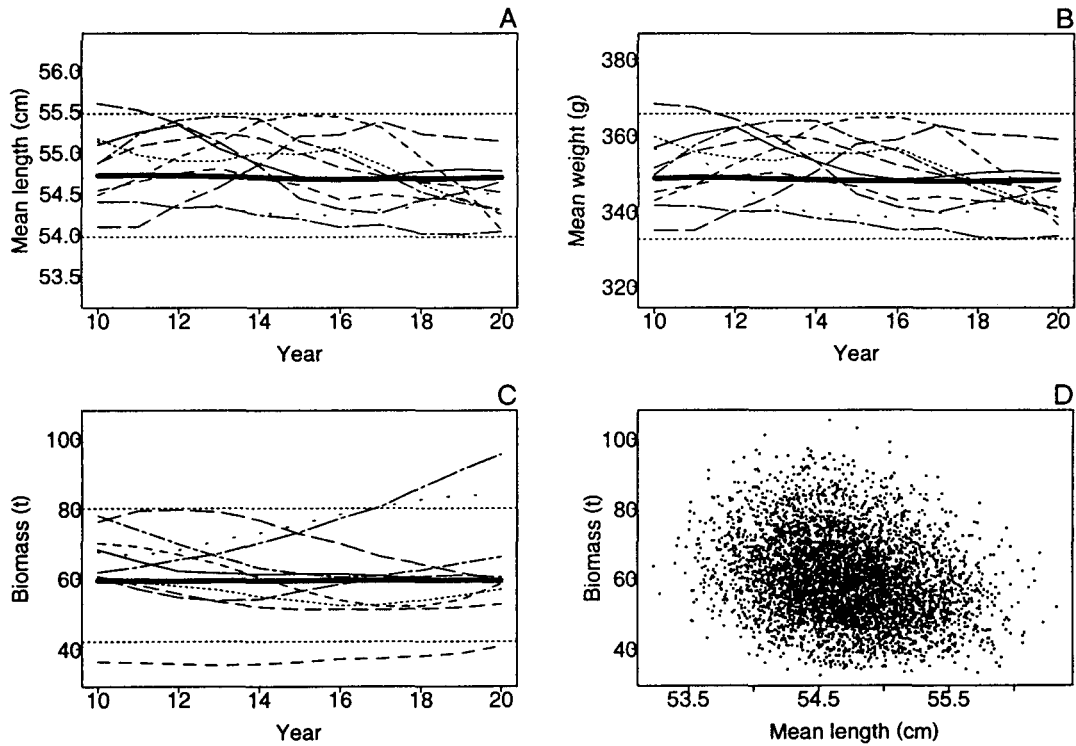 A
Mean length (cm)
56.0
55.5
55.0
54.5
54.0
53.5
10 12 14 16 18 20
Year
B
Mean weight (g)
380
360
340
320
10 12 14 16 18 20
Year
C
Biomass (t)
100
80
60
40
10 12 14 16 18 20
Year
D
Biomass (t)
100
80
60
40
53.5 54.5 55.5
Mean length (cm)